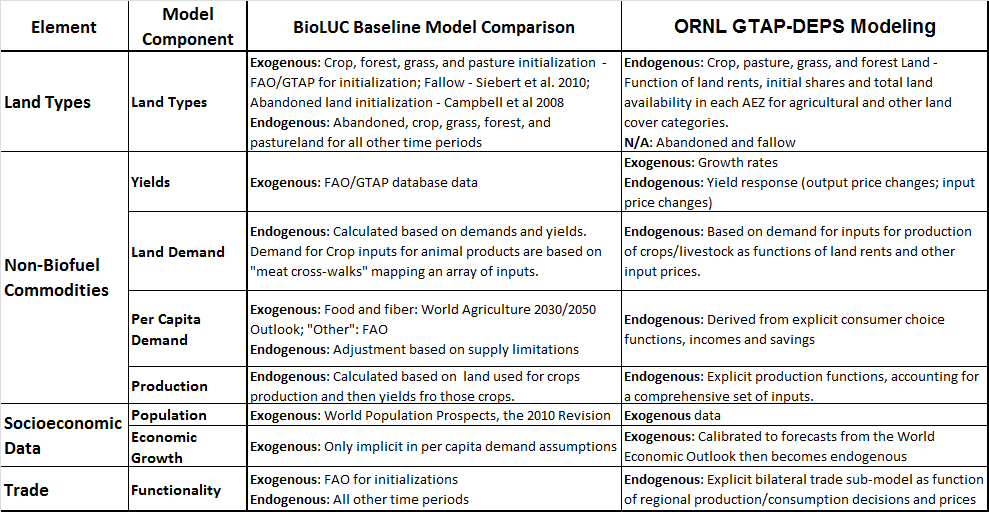 Element
Model
Component
BioLUC Baseline Model Comparison
ORNL GTAP-DEPS Modeling
Land Types
Land Types
Exogenous: Crop, forest, grass, and pasture initialization -
FAO/GTAP for initialization; Fallow - Siebert et al. 2010;
Abandoned land initialization - Campbell et al 2008
Endogenous: Abandoned, crop, grass, forest, and
pastureland for all other time periods
Endogenous: Crop, pasture, grass, and forest Land -
Function of land rents, initial shares and total land
availability in each AEZ for agricultural and other land
cover categories.
N/A: Abandoned and fallow
Non-Biofuel
Commodities
Yields
Exogenous: FAO/GTAP database data
Exogenous: Growth rates
Endogenous: Yield response (output price changes; input
price changes)
Land Demand
Endogenous: Calculated based on demands and yields.
Demand for Crop inputs for animal products are based on
"meat cross-walks" mapping an array of inputs.
Endogenous: Based on demand for inputs for production
of crops/livestock as functions of land rents and other
input prices.
Per Capita
Demand
Exogenous: Food and fiber: World Agriculture 2030/2050
Outlook; "Other": FAO
Endogenous: Adjustment based on supply limitations
Endogenous: Derived from explicit consumer choice
functions, incomes and savings
Production
Endogenous: Calculated based on land used for crops
production and then yields fro those crops.
Endogenous: Explicit production functions, accounting for
a comprehensive set of inputs.
Socioeconomic
Data
Population
Exogenous: World Population Prospects, the 2010 Revision
Exogenous data
Economic
Growth
Exogenous: Only implicit in per capita demand assumptions
Exogenous: Calibrated to forecasts from the World
Economic Outlook then becomes endogenous
Trade
Functionality
Exogenous: FAO for initializations
Endogenous: All other time periods
Endogenous: Explicit bilateral trade sub-model as function
of regional production/consumption decisions and prices